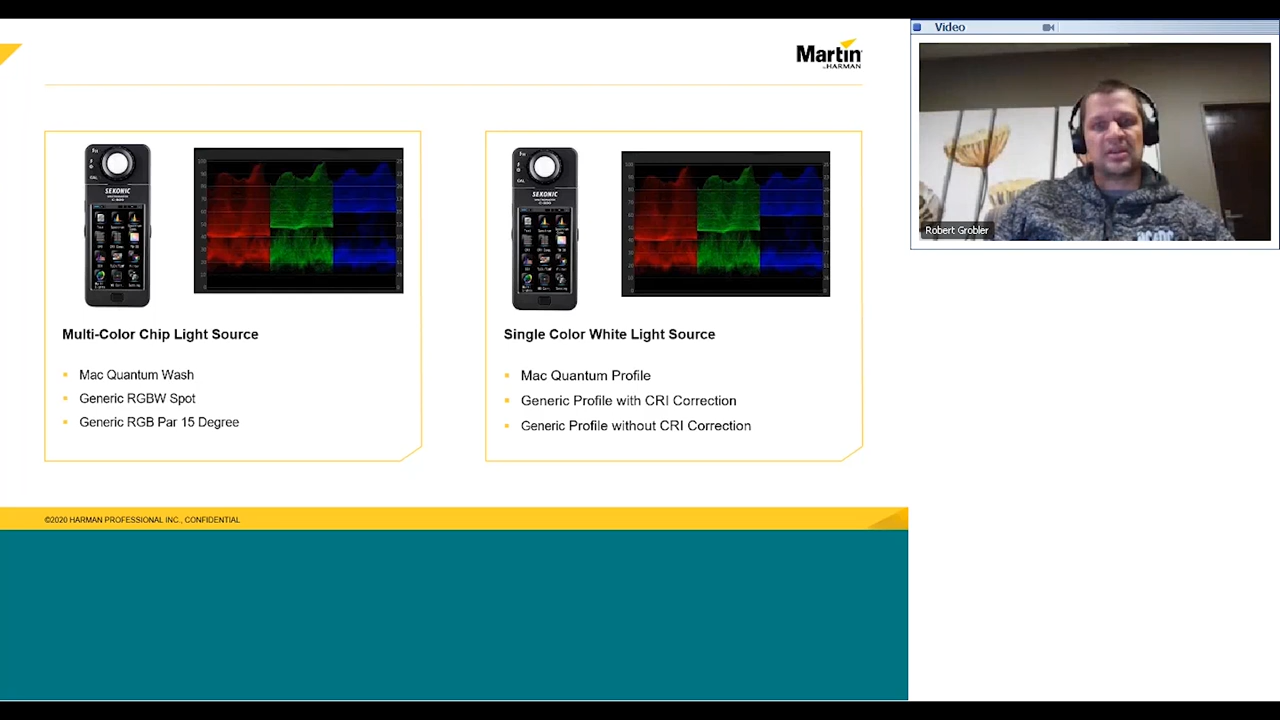 Martin
by HARMAN
SEKONIC
Multi-Color Chip Light Source
Mac Quantum Wash
Generic RGBW Spot
Generic RGB Par 15 Degree
SEKONIC
Single Color White Light Source
Mac Quantum Profile
Generic Profile with CRI Correction
Generic Profile without CRI Correction
©2020 HARMAN PROFESSIONAL INC., CONFIDENTIAL
Video
Robert Grobler